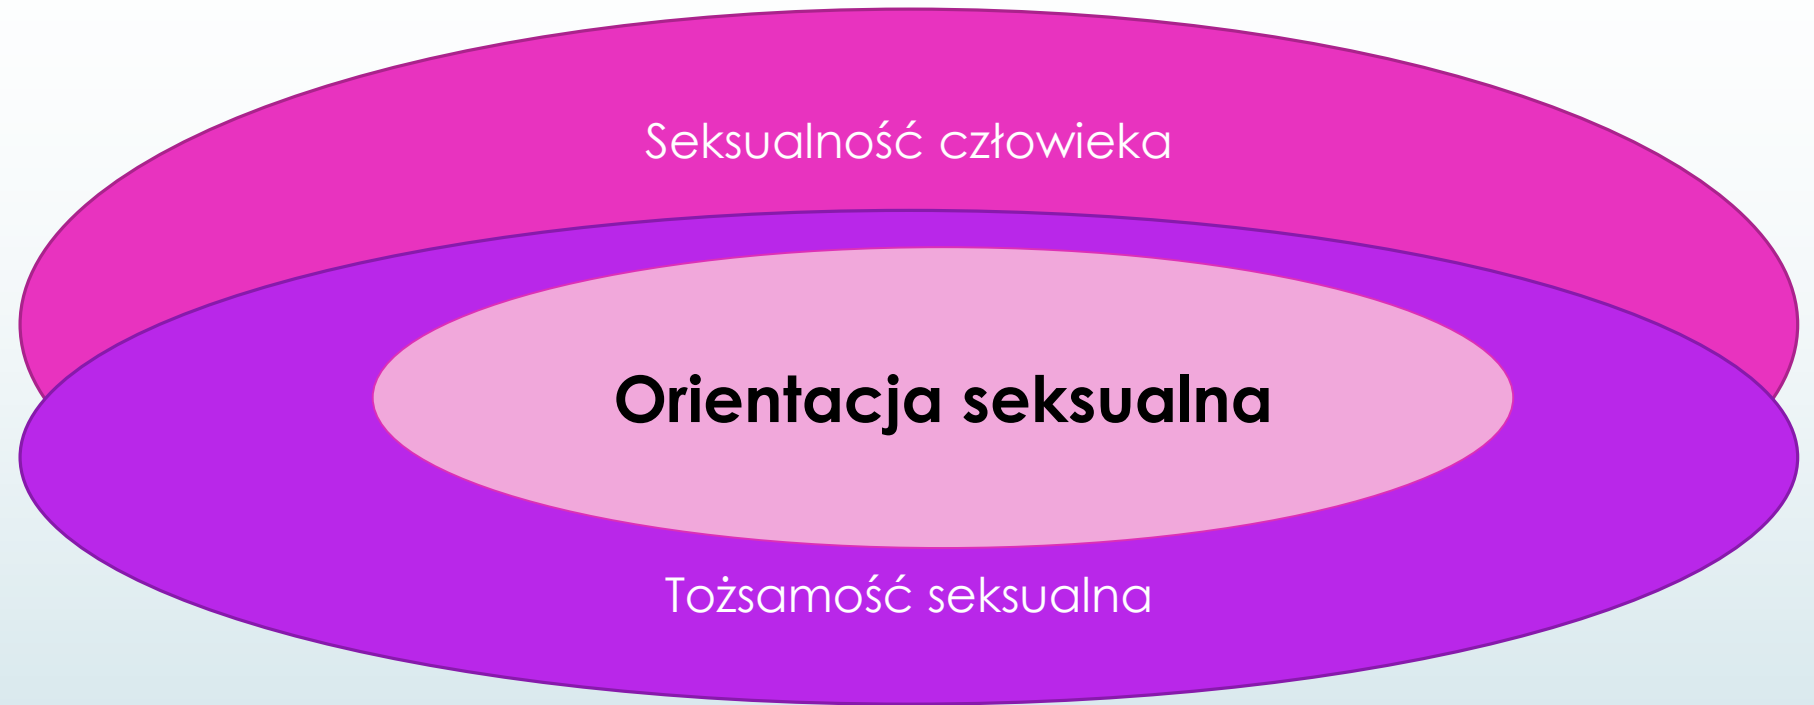 Seksualność człowieka
Orientacja seksualna
Tożsamość seksualna